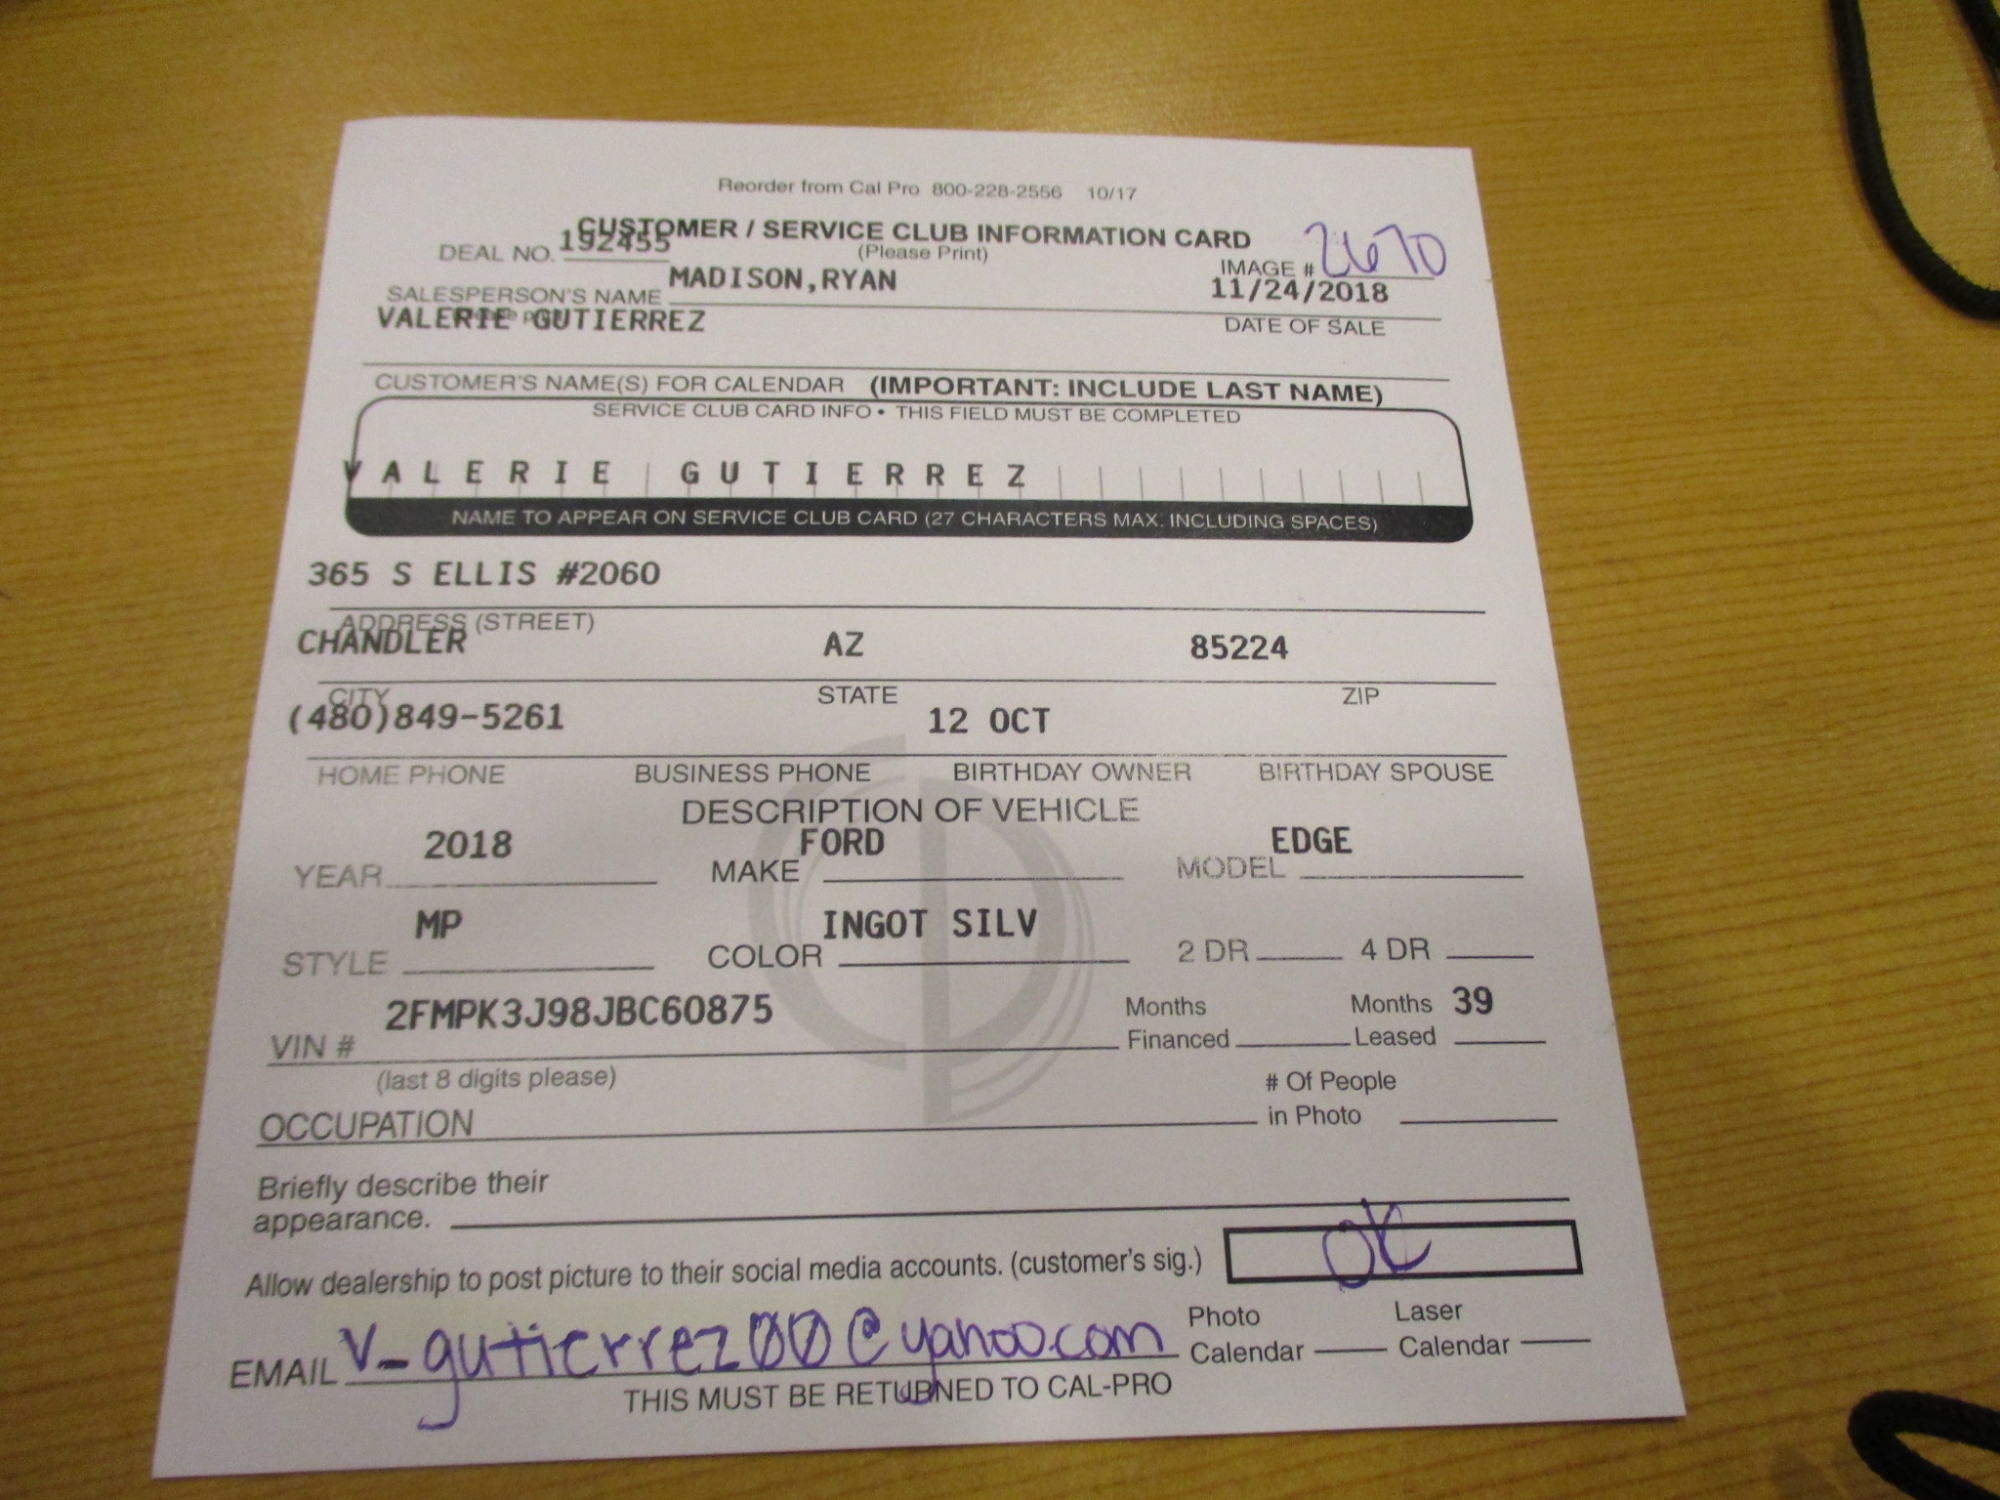 Reorder from Cal Pro 800-228-2556 10/17
CUSTOMER / SERVICE CLUB INFORMATION CARD
DEAL NO. 192455 (Please Print) IMAGE # 2670
SALESPERSON'S NAME MADISON,RYAN 11/24/2018
VALERIE GUTIERREZ DATE OF SALE
CUSTOMER'S NAME(S) FOR CALENDAR (IMPORTANT: INCLUDE LAST NAME)
SERVICE CLUB CARD INFO • THIS FIELD MUST BE COMPLETED
VALERIE GUTIERREZ
NAME TO APPEAR ON SERVICE CLUB CARD (27 CHARACTERS MAX. INCLUDING SPACES)
365 S ELLIS #2060
ADDRESS (STREET)
CHANDLER AZ 85224
CITY STATE ZIP
(480)849-5261 12 OCT
HOME PHONE BUSINESS PHONE BIRTHDAY OWNER BIRTHDAY SPOUSE
DESCRIPTION OF VEHICLE
YEAR 2018 MAKE FORD MODEL EDGE
STYLE MP COLOR INGOT SILV 2 DR 4 DR
VIN # 2FMPK3J98JBC60875 Months Financed Months Leased 39
(last 8 digits please)
OCCUPATION # Of People in Photo
Briefly describe their
appearance.
Allow dealership to post picture to their social media accounts. (customer's sig.) OK
EMAIL v_gutierrez00@yahoo.com Photo Calendar Laser Calendar
THIS MUST BE RETURNED TO CAL-PRO